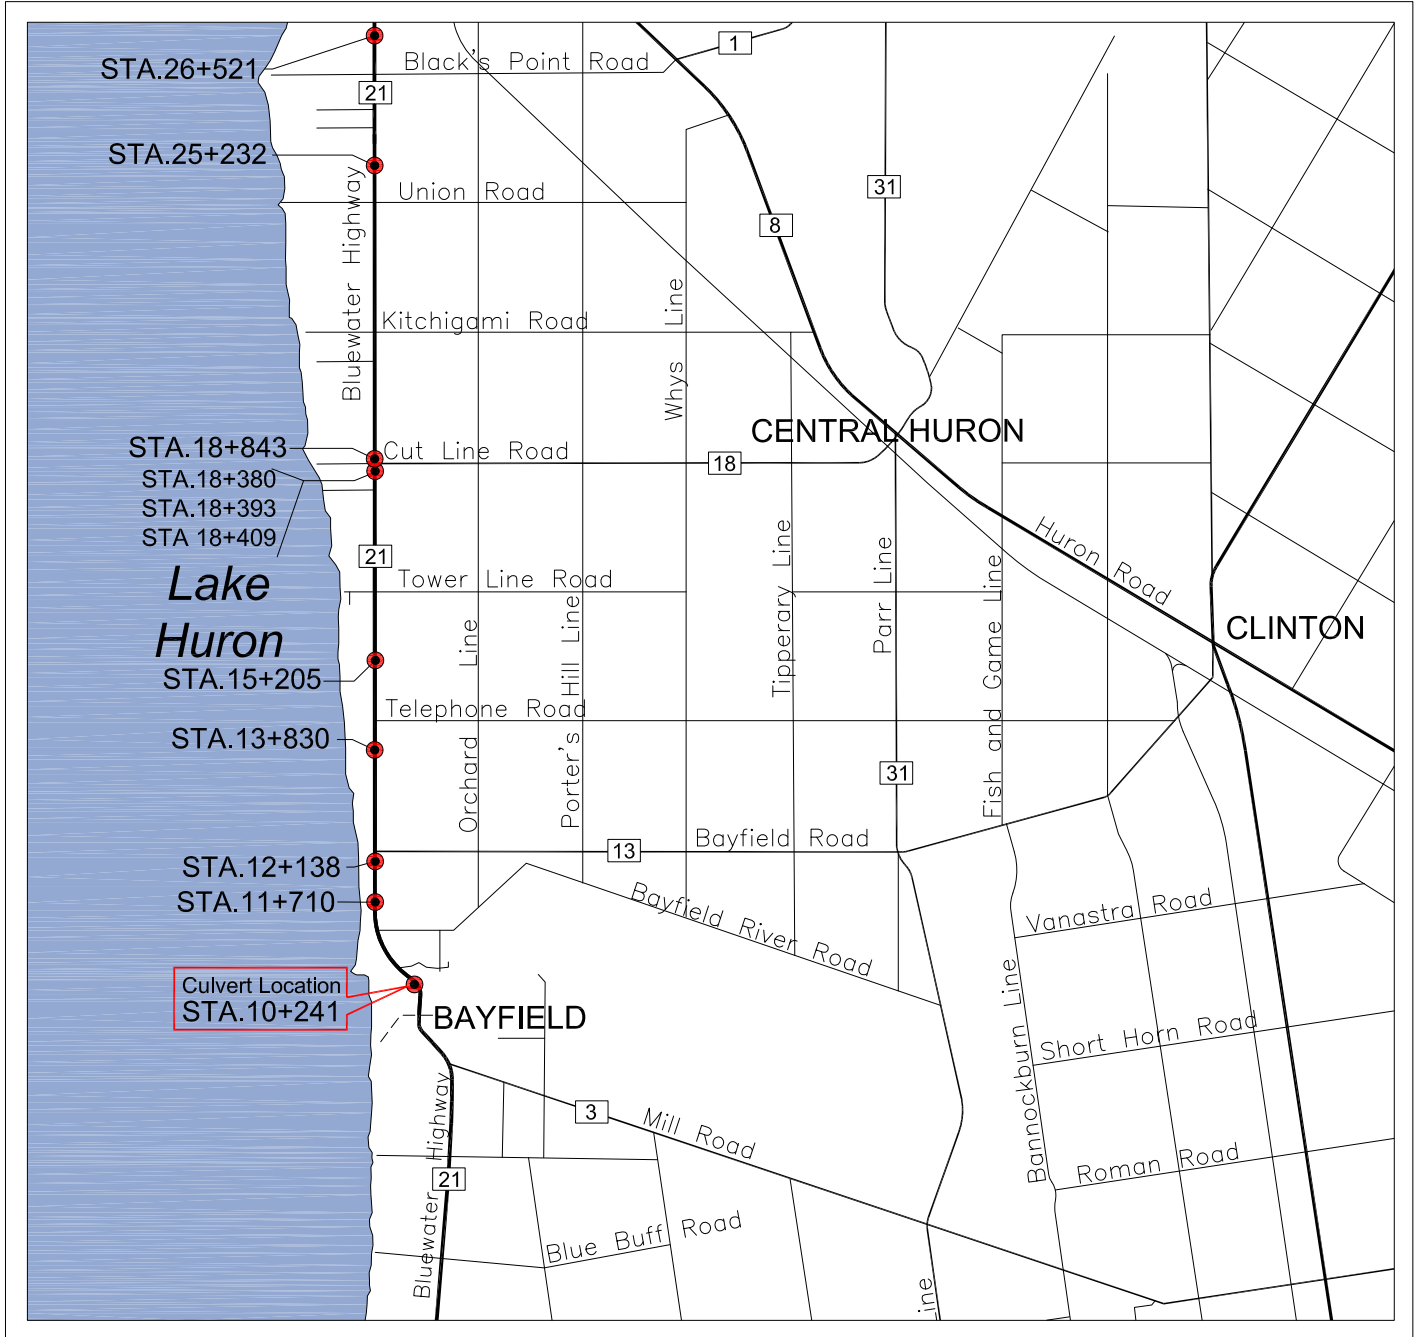 1
Black's Point Road
STA.26+521
21
STA.25+232
Union Road
31
8
Bluewater Highway
Whys Line
Kitchigami Road
CENTRAL HURON
STA.18+843
Cut Line Road
18
STA.18+380
STA.18+393
STA 18+409
21
Huron Road
Tower Line Road
Lake
Huron
Orchard Line
Porter's Hill Line
Tipperary Line
Parr Line
Fish and Game Line
CLINTON
STA.15+205
Telephone Road
STA.13+830
31
13
Bayfield Road
STA.12+138
STA.11+710
Bayfield River Road
Vanastra Road
Culvert Location
STA.10+241
BAYFIELD
Bannockburn Line
Short Horn Road
3
Mill Road
Roman Road
21
Bluewater Highway
Blue Buff Road
ine